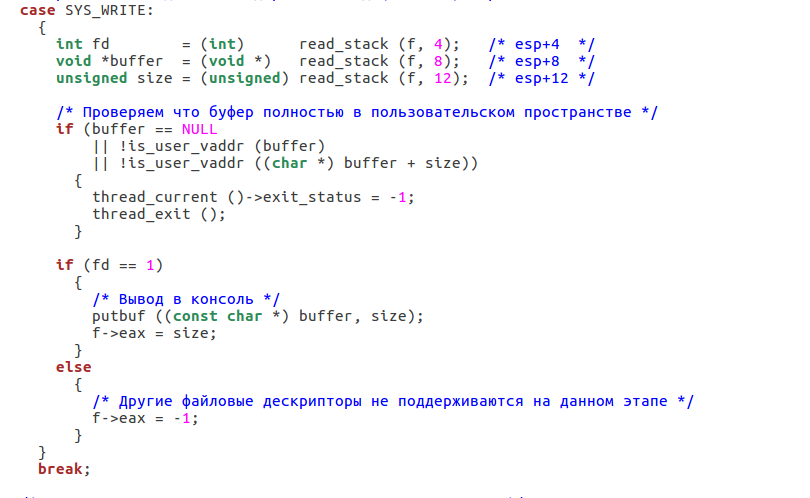 case SYS_WRITE:
  {
    int fd        = (int)      read_stack (f, 4);   /* esp+4  */
    void *buffer  = (void *)   read_stack (f, 8);   /* esp+8  */
    unsigned size = (unsigned) read_stack (f, 12);  /* esp+12 */
    /* Проверяем что буфер полностью в пользовательском пространстве */
    if (buffer == NULL
        || !is_user_vaddr (buffer)
        || !is_user_vaddr ((char *) buffer + size))
      {
        thread_current ()->exit_status = -1;
        thread_exit ();
      }
    if (fd == 1)
      {
        /* Вывод в консоль */
        putbuf ((const char *) buffer, size);
        f->eax = size;
      }
    else
      {
        /* Другие файловые дескрипторы не поддерживаются на данном этапе */
        f->eax = -1;
      }
  }
  break;